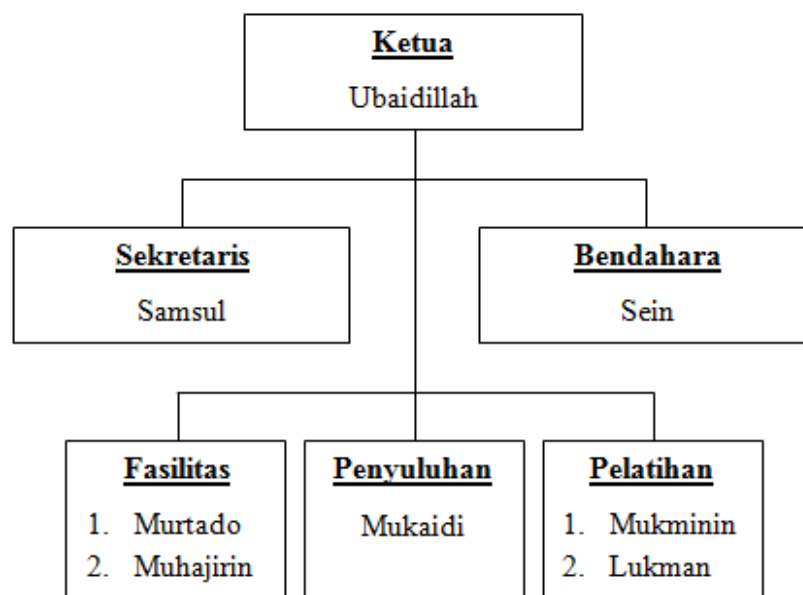 Ketua
Ubaidillah
Sekretaris
Samsul
Bendahara
Sein
Fasilitas
1. Murtado
2. Muhajirin
Penyuluhan
Mukaidi
Pelatihan
1. Mukminin
2. Lukman